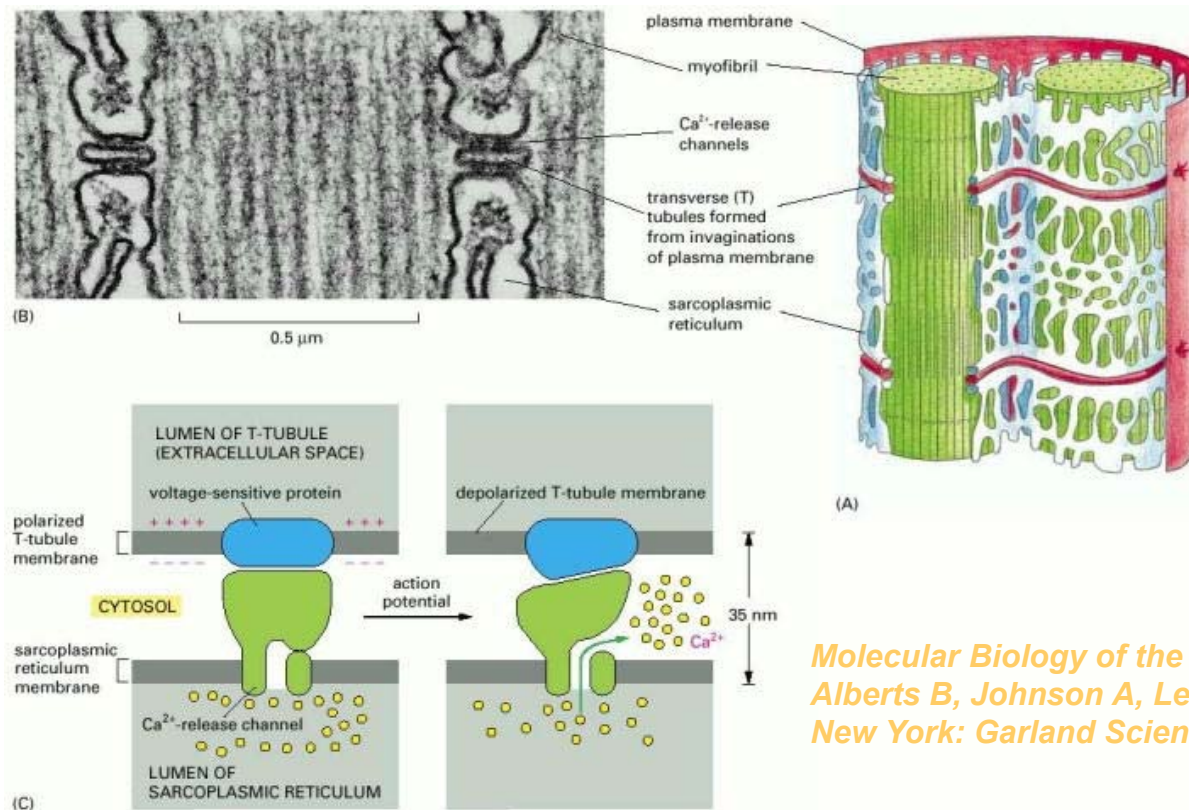 plasma membrane
myofibril
Ca²⁺-release
channels
transverse (T)
tubules formed
from invaginations
of plasma membrane
sarcoplasmic
reticulum
(B)
0.5 µm
(A)
LUMEN OF T-TUBULE
(EXTRACELLULAR SPACE)
voltage-sensitive protein
polarized
T-tubule
membrane
+ + + +
+ + + +
– – – –
– – – –
CYTOSOL
sarcoplasmic
reticulum
membrane
Ca²⁺-release channel
LUMEN OF
SARCOPLASMIC RETICULUM
(C)
action
potential
depolarized T-tubule membrane
Ca²⁺
35 nm
Molecular Biology of the
Alberts B, Johnson A, Le
New York: Garland Scien